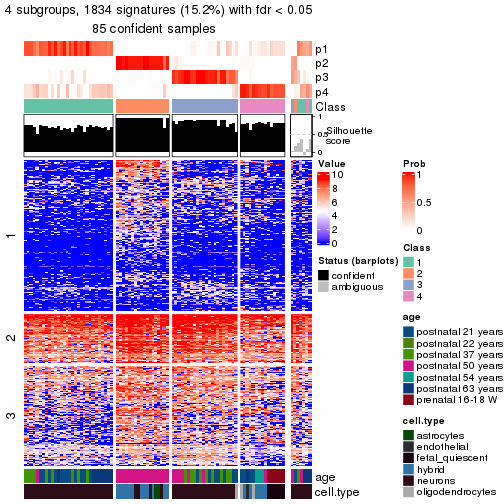 4 subgroups, 1834 signatures (15.2%) with fdr < 0.05
85 confident samples
p1
p2
p3
p4
Class
1
0.5
0
Silhouette
score
1
2
3
age
cell.type
Value
10
8
6
4
2
0
Status (barplots)
confident
ambiguous
Prob
1
0.5
0
Class
1
2
3
4
age
postnatal 21 years
postnatal 22 years
postnatal 37 years
postnatal 50 years
postnatal 54 years
postnatal 63 years
prenatal 16-18 W
cell.type
astrocytes
endothelial
fetal_quiescent
hybrid
neurons
oligodendrocytes